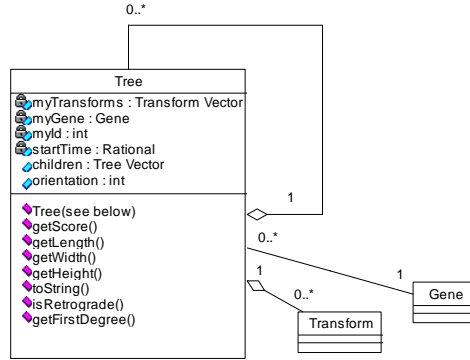 0..*
Tree
myTransforms : Transform Vector
myGene : Gene
myId : int
startTime : Rational
children : Tree Vector
orientation : int
Tree(see below)
getScore()
getLength()
getWidth()
getHeight()
toString()
isRetrograde()
getFirstDegree()
1
0..*
1
1
0..*
Gene
Transform